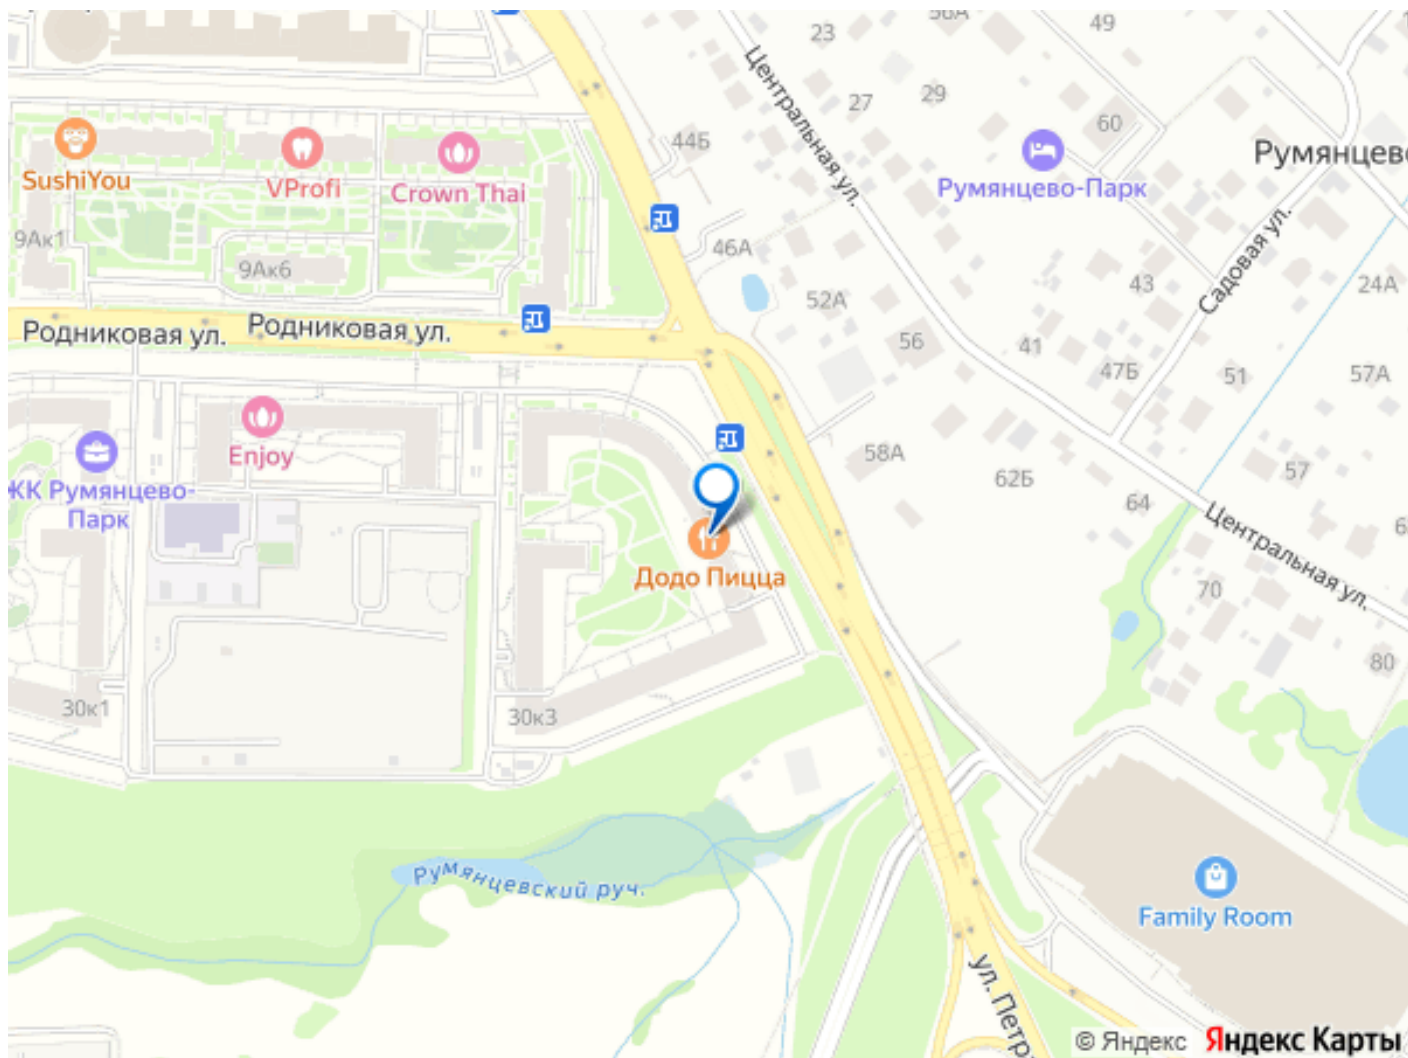 56А
49
23
Центральная ул.
27
29
60
44Б
Румянцево-Парк
Румянцево
SushiYou
VProfi
Crown Thai
9Ак1
9Ак6
46А
52А
43
Садовая ул.
24А
Родниковая ул.
Родниковая ул.
56
41
47Б
51
57А
Enjoy
58А
62Б
64
57
ЖК Румянцево-
Парк
Додо Пицца
Центральная ул.
70
80
30к1
30к3
Румянцевский руч.
Family Room
ул. Петра
© Яндекс
Яндекс Карты